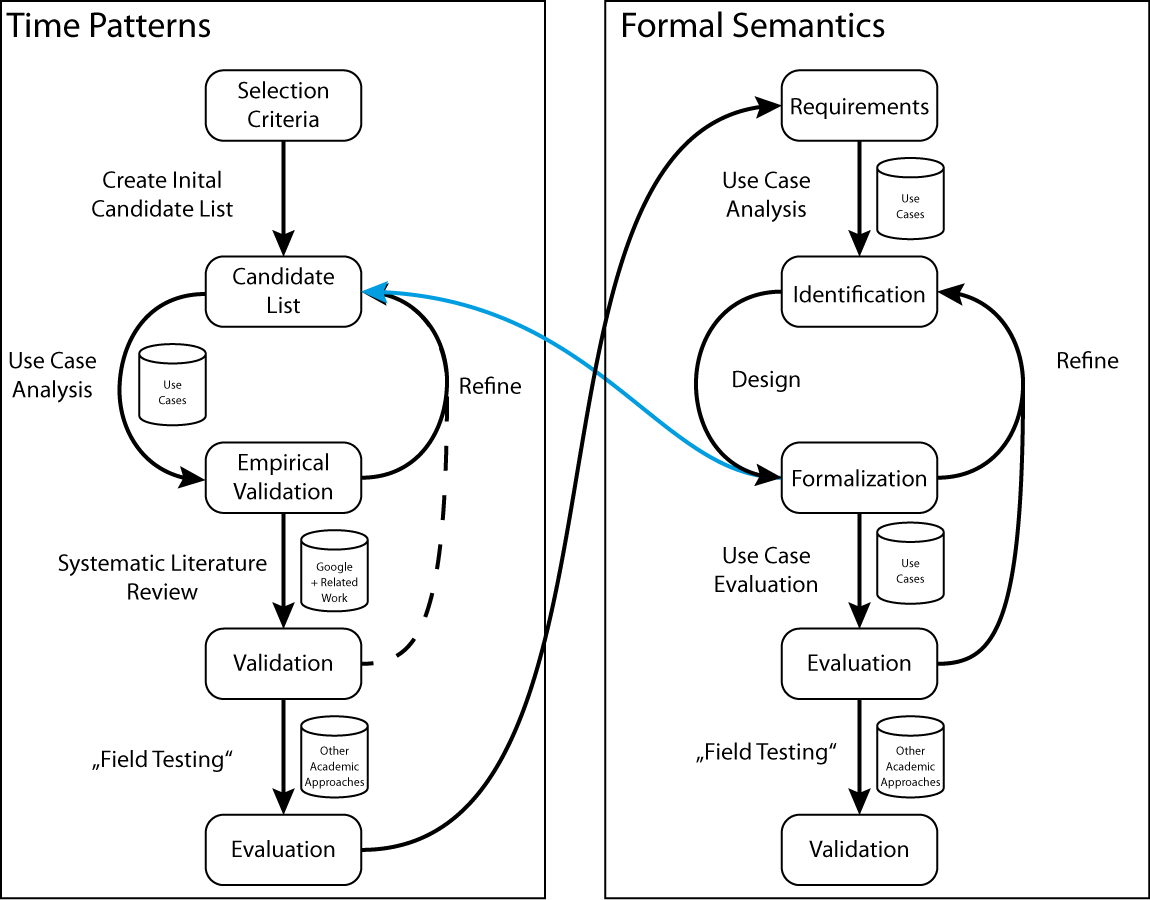 Time Patterns
Selection
Criteria
Create Inital
Candidate List
Candidate
List
Use Case
Analysis
Use
Cases
Refine
Empirical
Validation
Systematic Literature
Review
Google
+ Related
Work
Validation
„Field Testing“
Other
Academic
Approaches
Evaluation
Formal Semantics
Requirements
Use Case
Analysis
Use
Cases
Identification
Design
Refine
Formalization
Use Case
Evaluation
Use
Cases
Evaluation
„Field Testing“
Other
Academic
Approaches
Validation